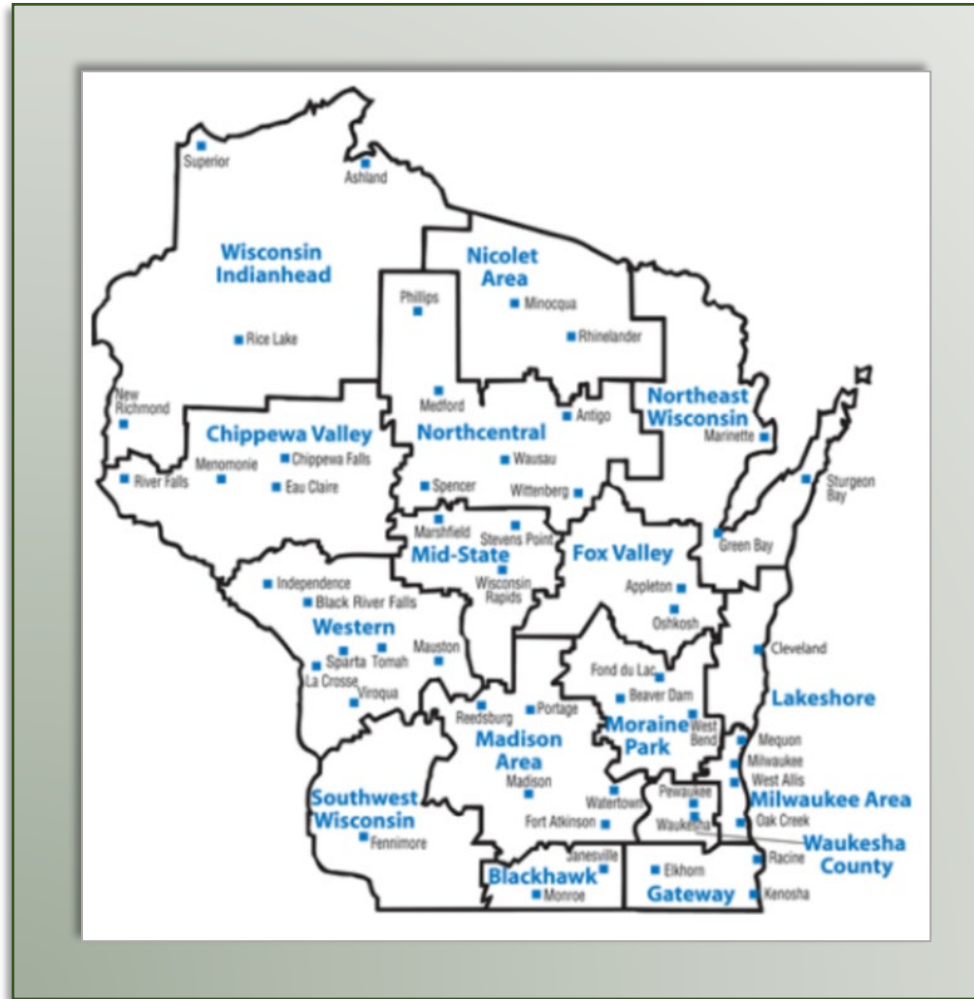 Superior
Ashland
Wisconsin
Indianhead
Nicolet
Area
Phillips
Minocqua
Rice Lake
Rhinelander
New
Richmond
Medford
Northeast
Wisconsin
Antigo
Marinette
Chippewa Valley
Northcentral
Chippewa Falls
Wausau
Menomonie
River Falls
Eau Claire
Spencer
Wittenberg
Sturgeon
Bay
Marshfield
Stevens Point
Green Bay
Mid-State
Fox Valley
Independence
Wisconsin
Rapids
Appleton
Black River Falls
Oshkosh
Western
Mauston
Cleveland
Sparta
Tomah
La Crosse
Fond du Lac
Viroqua
Beaver Dam
Lakeshore
Reedsburg
Portage
Moraine
Park
West
Bend
Madison
Area
Mequon
Milwaukee
Madison
West Allis
Southwest
Wisconsin
Watertown
Pewaukee
Milwaukee Area
Fort Atkinson
Waukesha
Oak Creek
Fennimore
Waukesha
County
Janesville
Racine
Blackhawk
Elkhorn
Monroe
Gateway
Kenosha